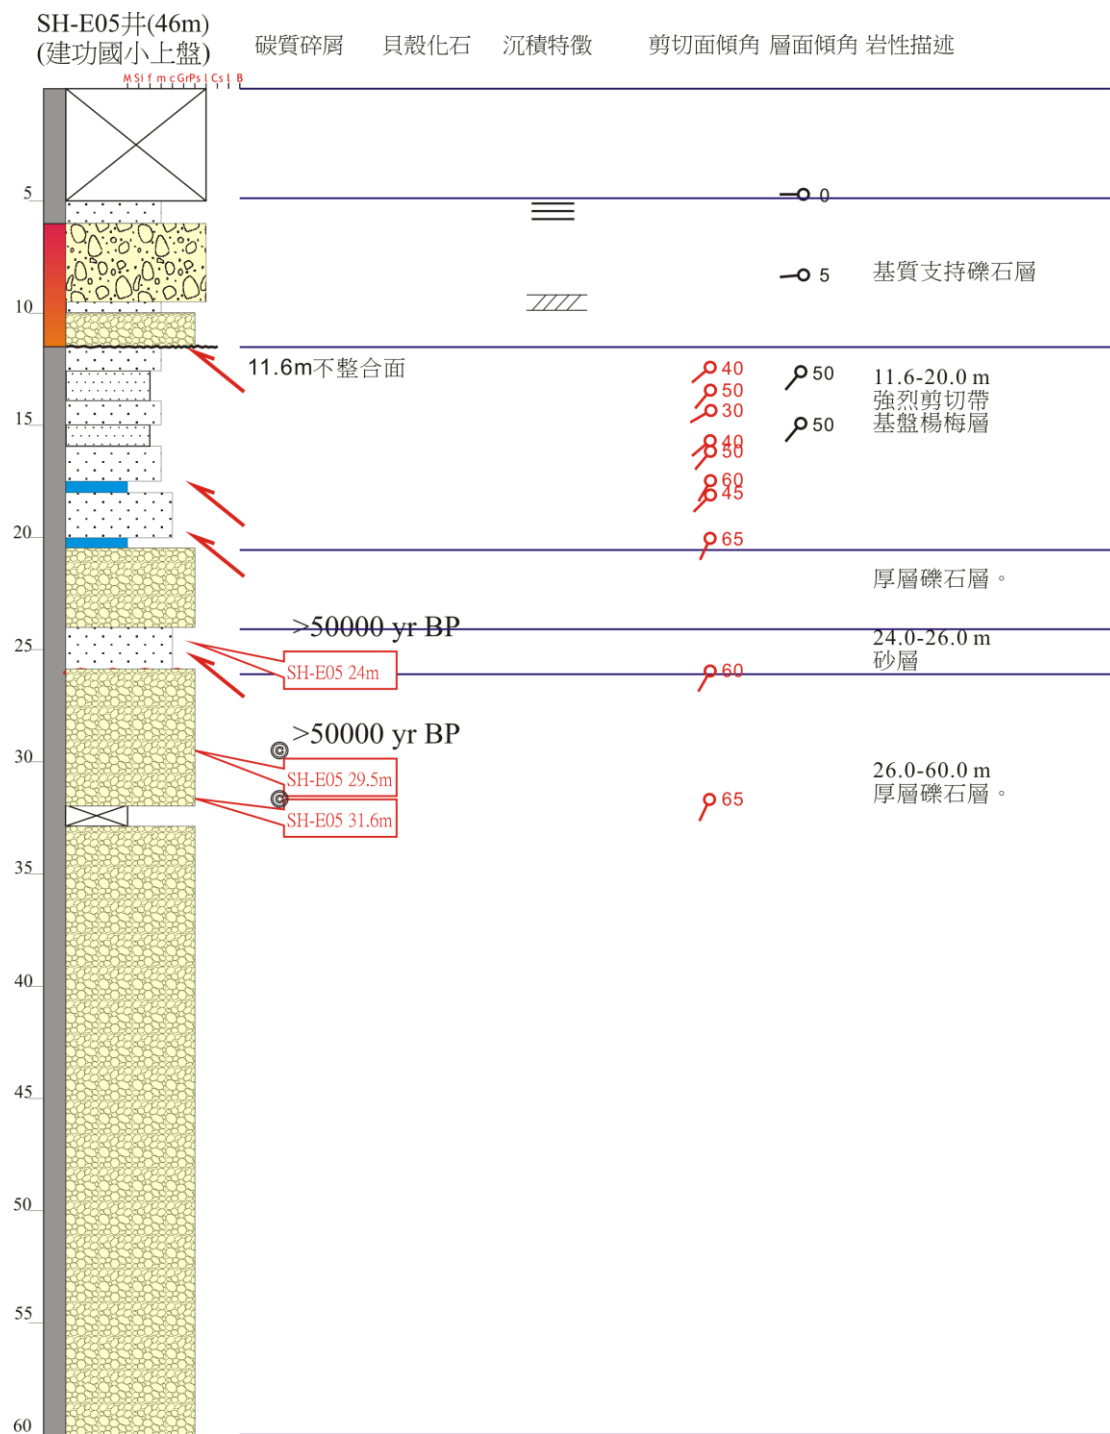 SH-E05井(46m)
(建功國小上盤)
碳質碎屑 貝殼化石 沉積特徵 剪切面傾角 層面傾角 岩性描述
M Si f m c Gr Ps l Cs l B
5
0
5
基質支持礫石層
10
11.6m不整合面
40
50
11.6-20.0 m
50
強烈剪切帶
30
基盤楊梅層
15
50
40
50
60
45
20
65
厚層礫石層。
>50000 yr BP
24.0-26.0 m
25
砂層
SH-E05 24m
60
>50000 yr BP
30
26.0-60.0 m
SH-E05 29.5m
厚層礫石層。
65
SH-E05 31.6m
35
40
45
50
55
60